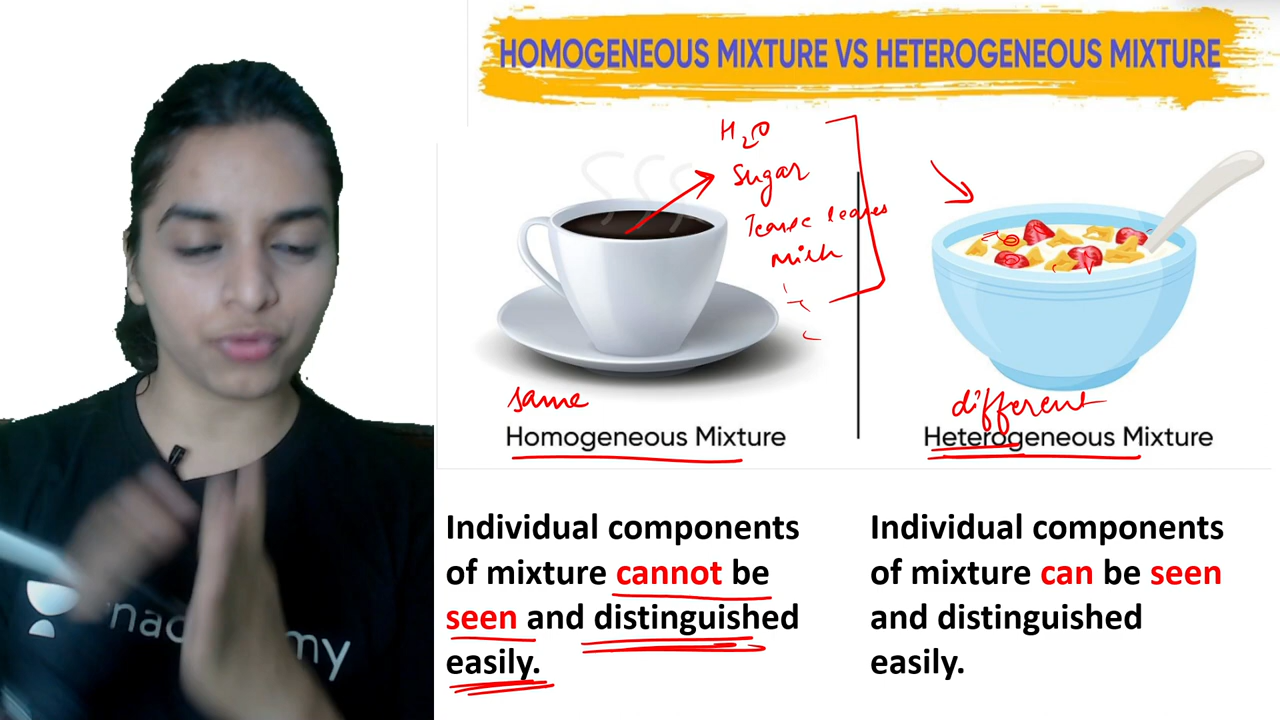 HOMOGENEOUS MIXTURE VS HETEROGENEOUS MIXTURE
H2O
Sugar
leaves
Milk
same
Homogeneous Mixture
different
Heterogeneous Mixture
Individual components
of mixture cannot be
seen and distinguished
easily.
Individual components
of mixture can be seen
and distinguished
easily.